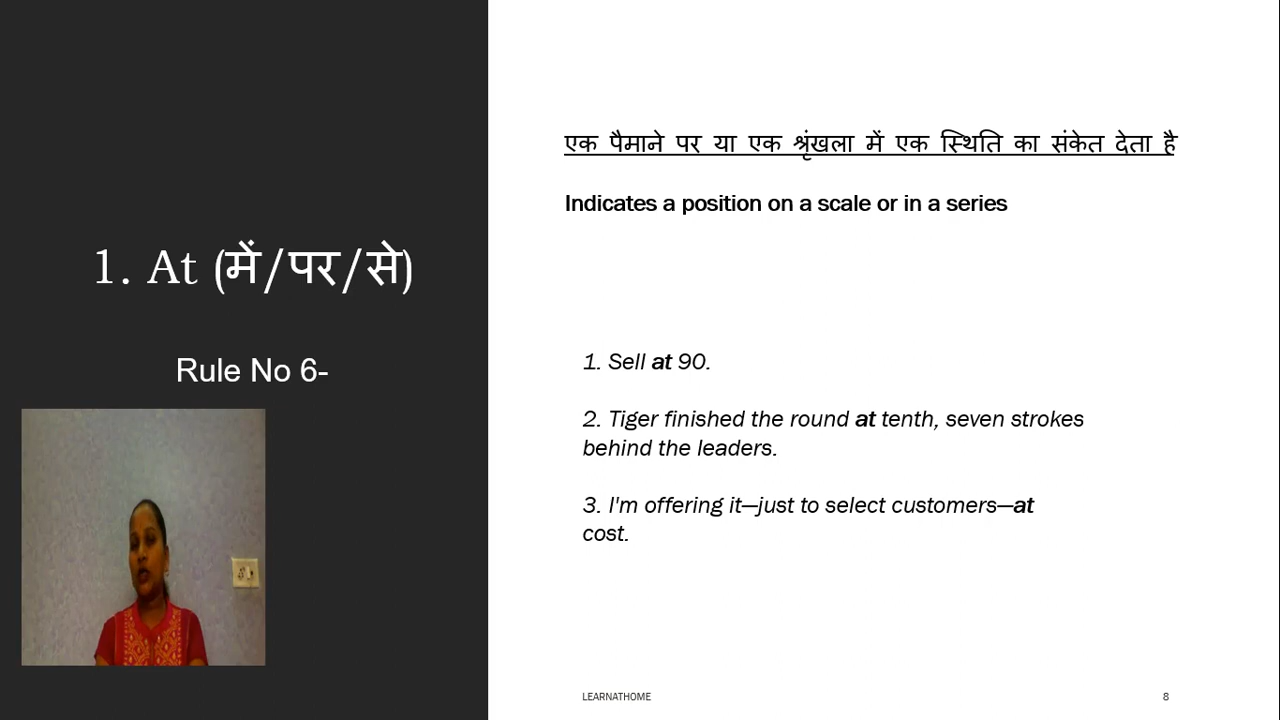 1. At (में/पर/से)
Rule No 6-
एक पैमाने पर या एक श्रृंखला में एक स्थिति का संकेत देता है
Indicates a position on a scale or in a series
1. Sell at 90.
2. Tiger finished the round at tenth, seven strokes
behind the leaders.
3. I'm offering it—just to select customers—at
cost.
LEARNATHOME
8